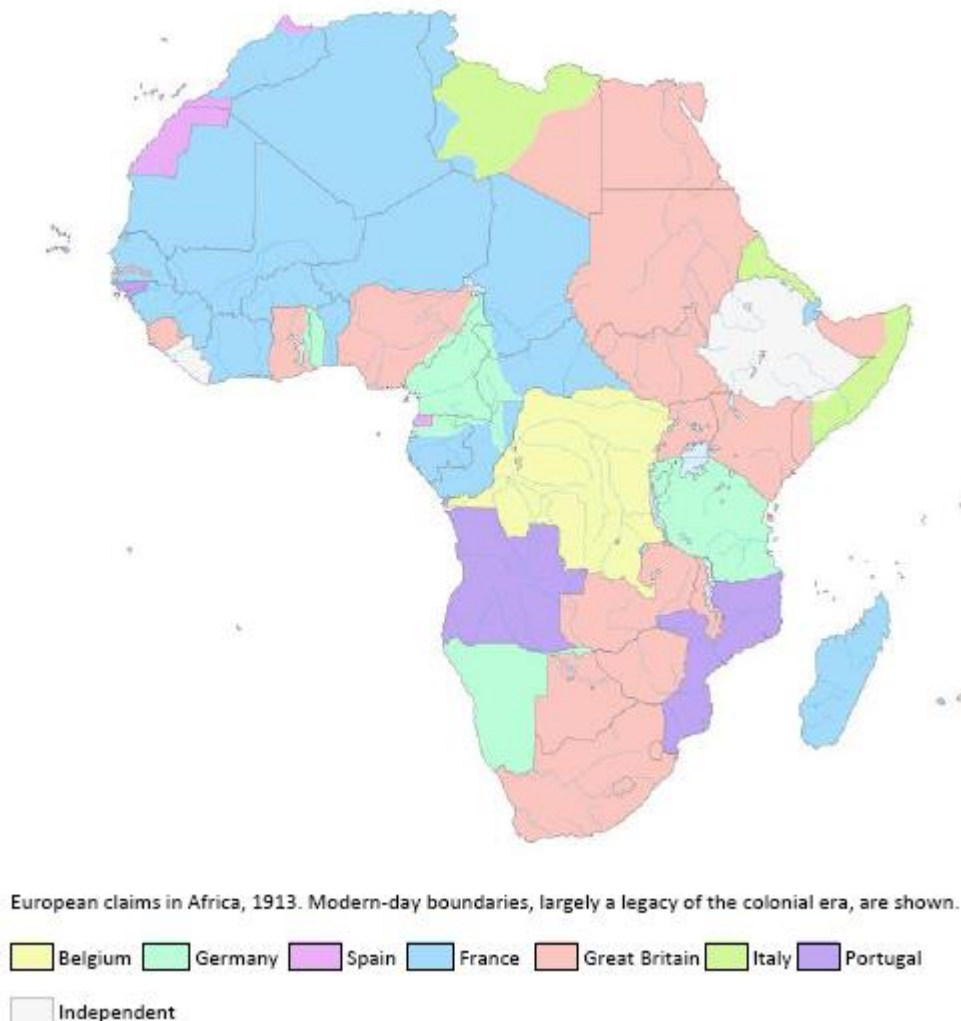 European claims in Africa, 1913. Modern-day boundaries, largely a legacy of the colonial era, are shown.
Belgium Germany Spain France Great Britain Italy Portugal
Independent